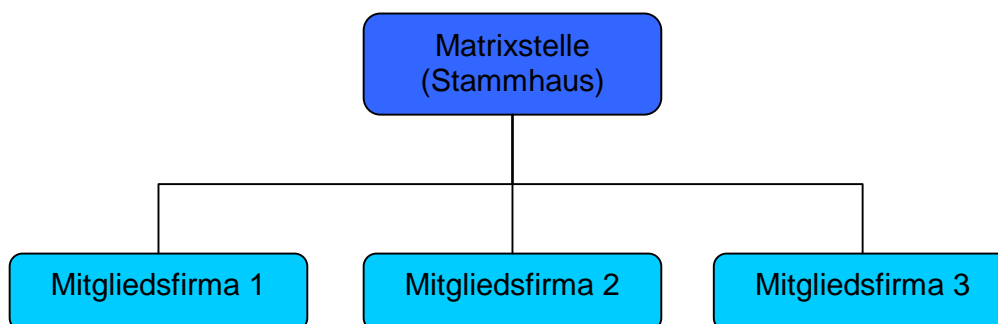 Matrixstelle
(Stammhaus)
Mitgliedsfirma 1
Mitgliedsfirma 2
Mitgliedsfirma 3